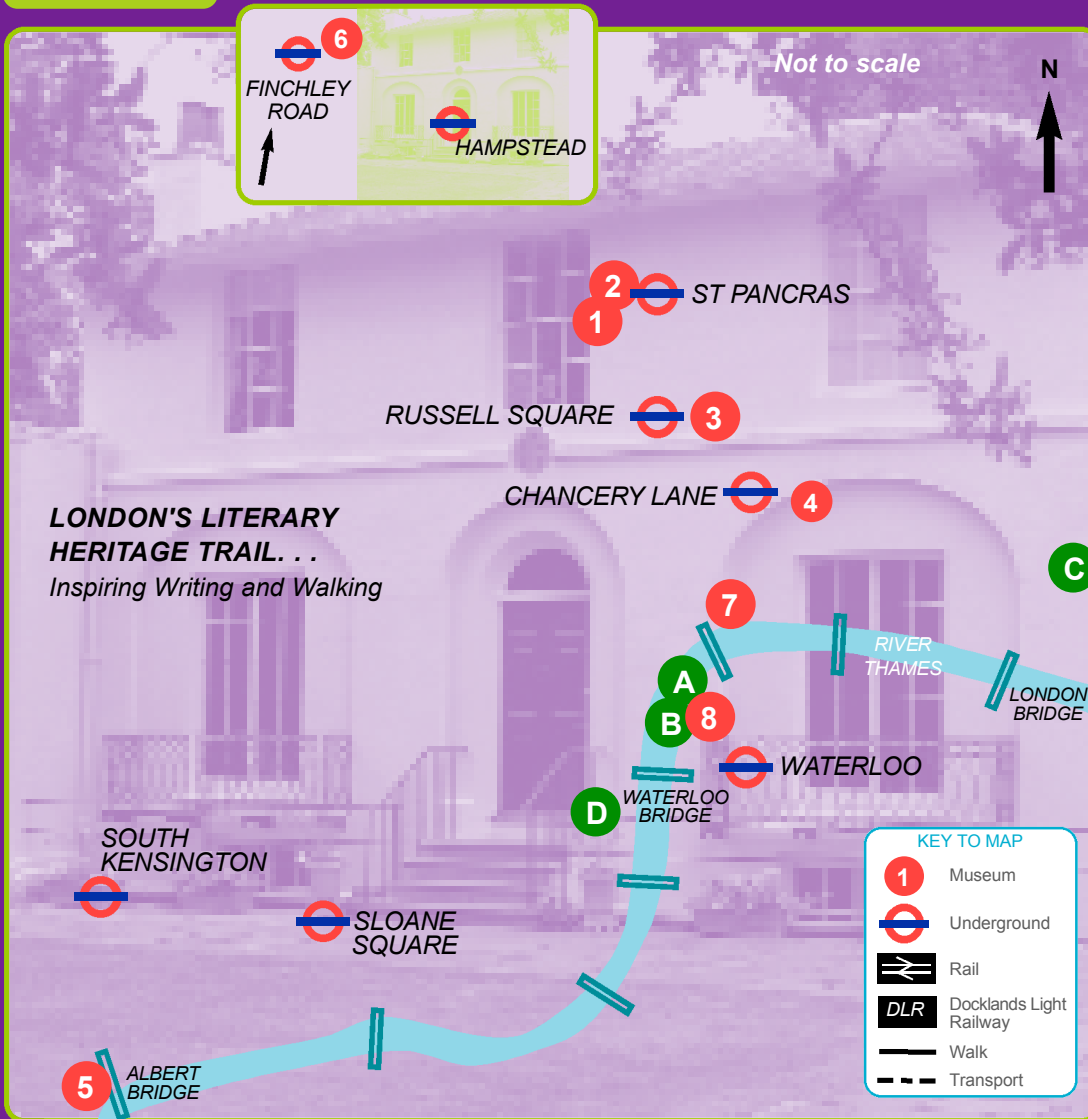 6
FINCHLEY
ROAD
HAMPSTEAD
Not to scale
N
2
ST PANCRAS
1
RUSSELL SQUARE
3
CHANCERY LANE
4
LONDON'S LITERARY
HERITAGE TRAIL. . .
Inspiring Writing and Walking
C
7
RIVER
THAMES
A
B
8
LONDON
BRIDGE
WATERLOO
D
WATERLOO
BRIDGE
SOUTH
KENSINGTON
SLOANE
SQUARE
5
ALBERT
BRIDGE
KEY TO MAP
1 Museum
Underground
Rail
DLR Docklands Light
Railway
Walk
Transport